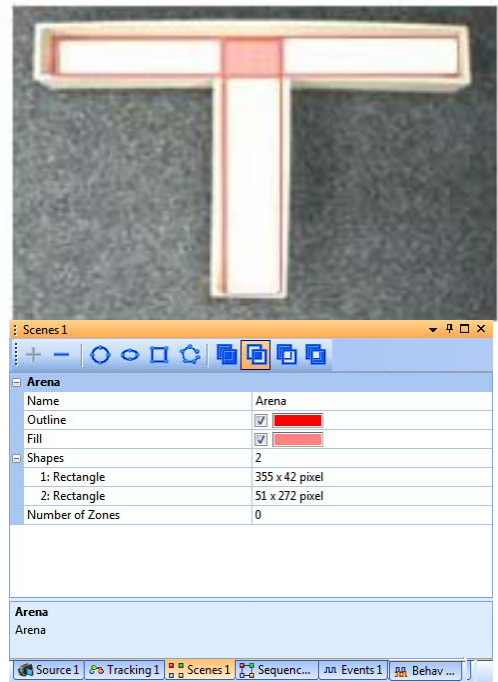 Scenes 1
Arena
Name Arena
Outline
Fill
Shapes 2
1: Rectangle 355 x 42 pixel
2: Rectangle 51 x 272 pixel
Number of Zones 0
Arena
Arena
Source 1 Tracking 1 Scenes 1 Sequenc... Events 1 Behav ...